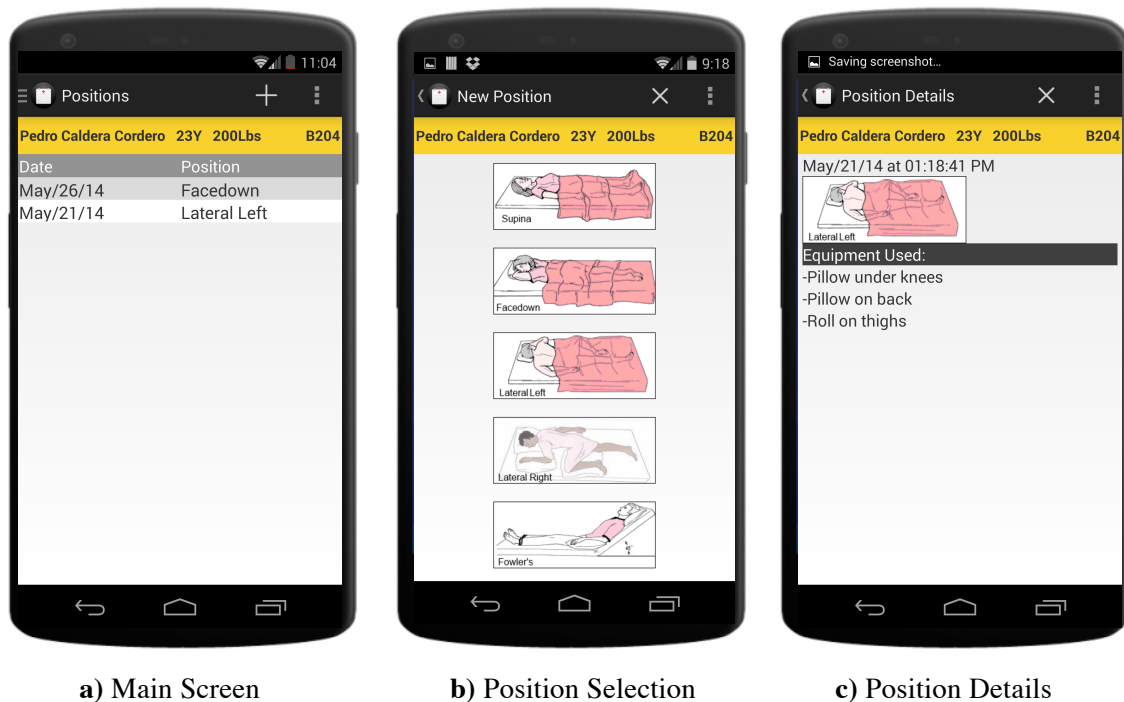 11:04
Positions
Pedro Caldera Cordero 23Y 200Lbs B204
Date Position
May/26/14 Facedown
May/21/14 Lateral Left
9:18
New Position
Pedro Caldera Cordero 23Y 200Lbs B204
Supina
Facedown
Lateral Left
Lateral Right
Fowler's
Saving screenshot...
Position Details
Pedro Caldera Cordero 23Y 200Lbs B204
May/21/14 at 01:18:41 PM
Lateral Left
Equipment Used:
-Pillow under knees
-Pillow on back
-Roll on thighs
a) Main Screen
b) Position Selection
c) Position Details